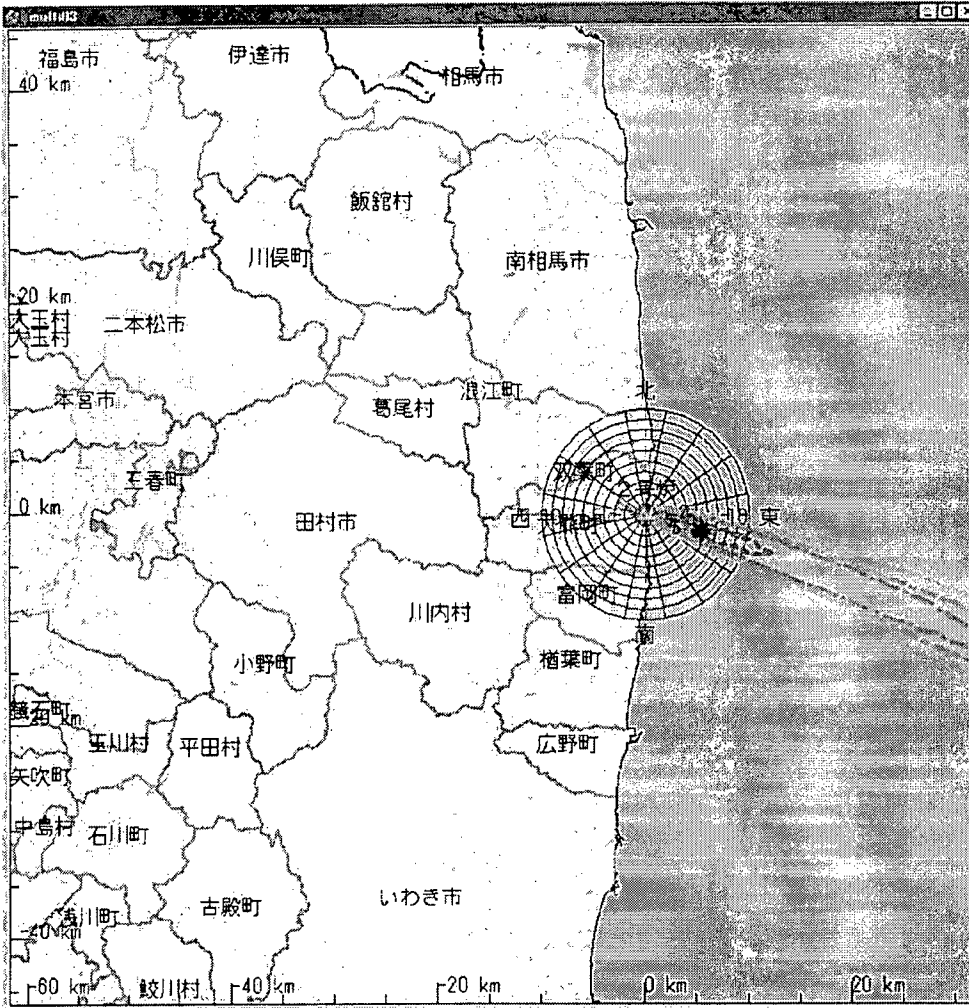 福島市
伊達市
相馬市
40 km
飯舘村
川俣町
南相馬市
20 km
大玉村
二本松市
大玉村
本宮市
葛尾村
浪江町
北
三春町
双葉町
0 km
田村市
西
東
川内村
富岡町
南
小野町
楢葉町
鏡石町
玉川村
平田村
広野町
矢吹町
中島村
石川町
浅川町
古殿町
いわき市
-40 km
鮫川村
-60 km
-40 km
-20 km
0 km
20 km